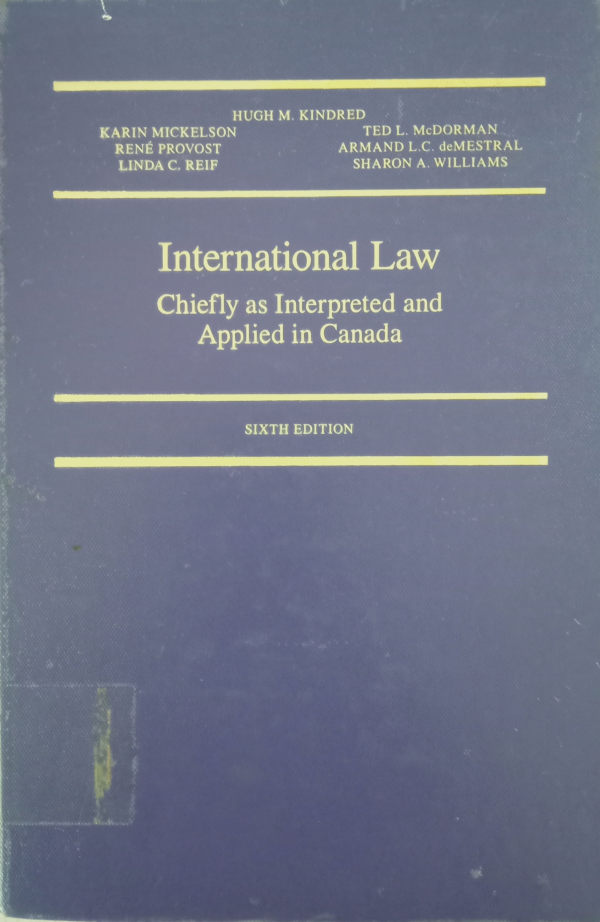 HUGH M. KINDRED
KARIN MICKELSON
RENÉ PROVOST
LINDA C. REIF
TED L. McDORMAN
ARMAND L.C. deMESTRAL
SHARON A. WILLIAMS
International Law
Chiefly as Interpreted and
Applied in Canada
SIXTH EDITION